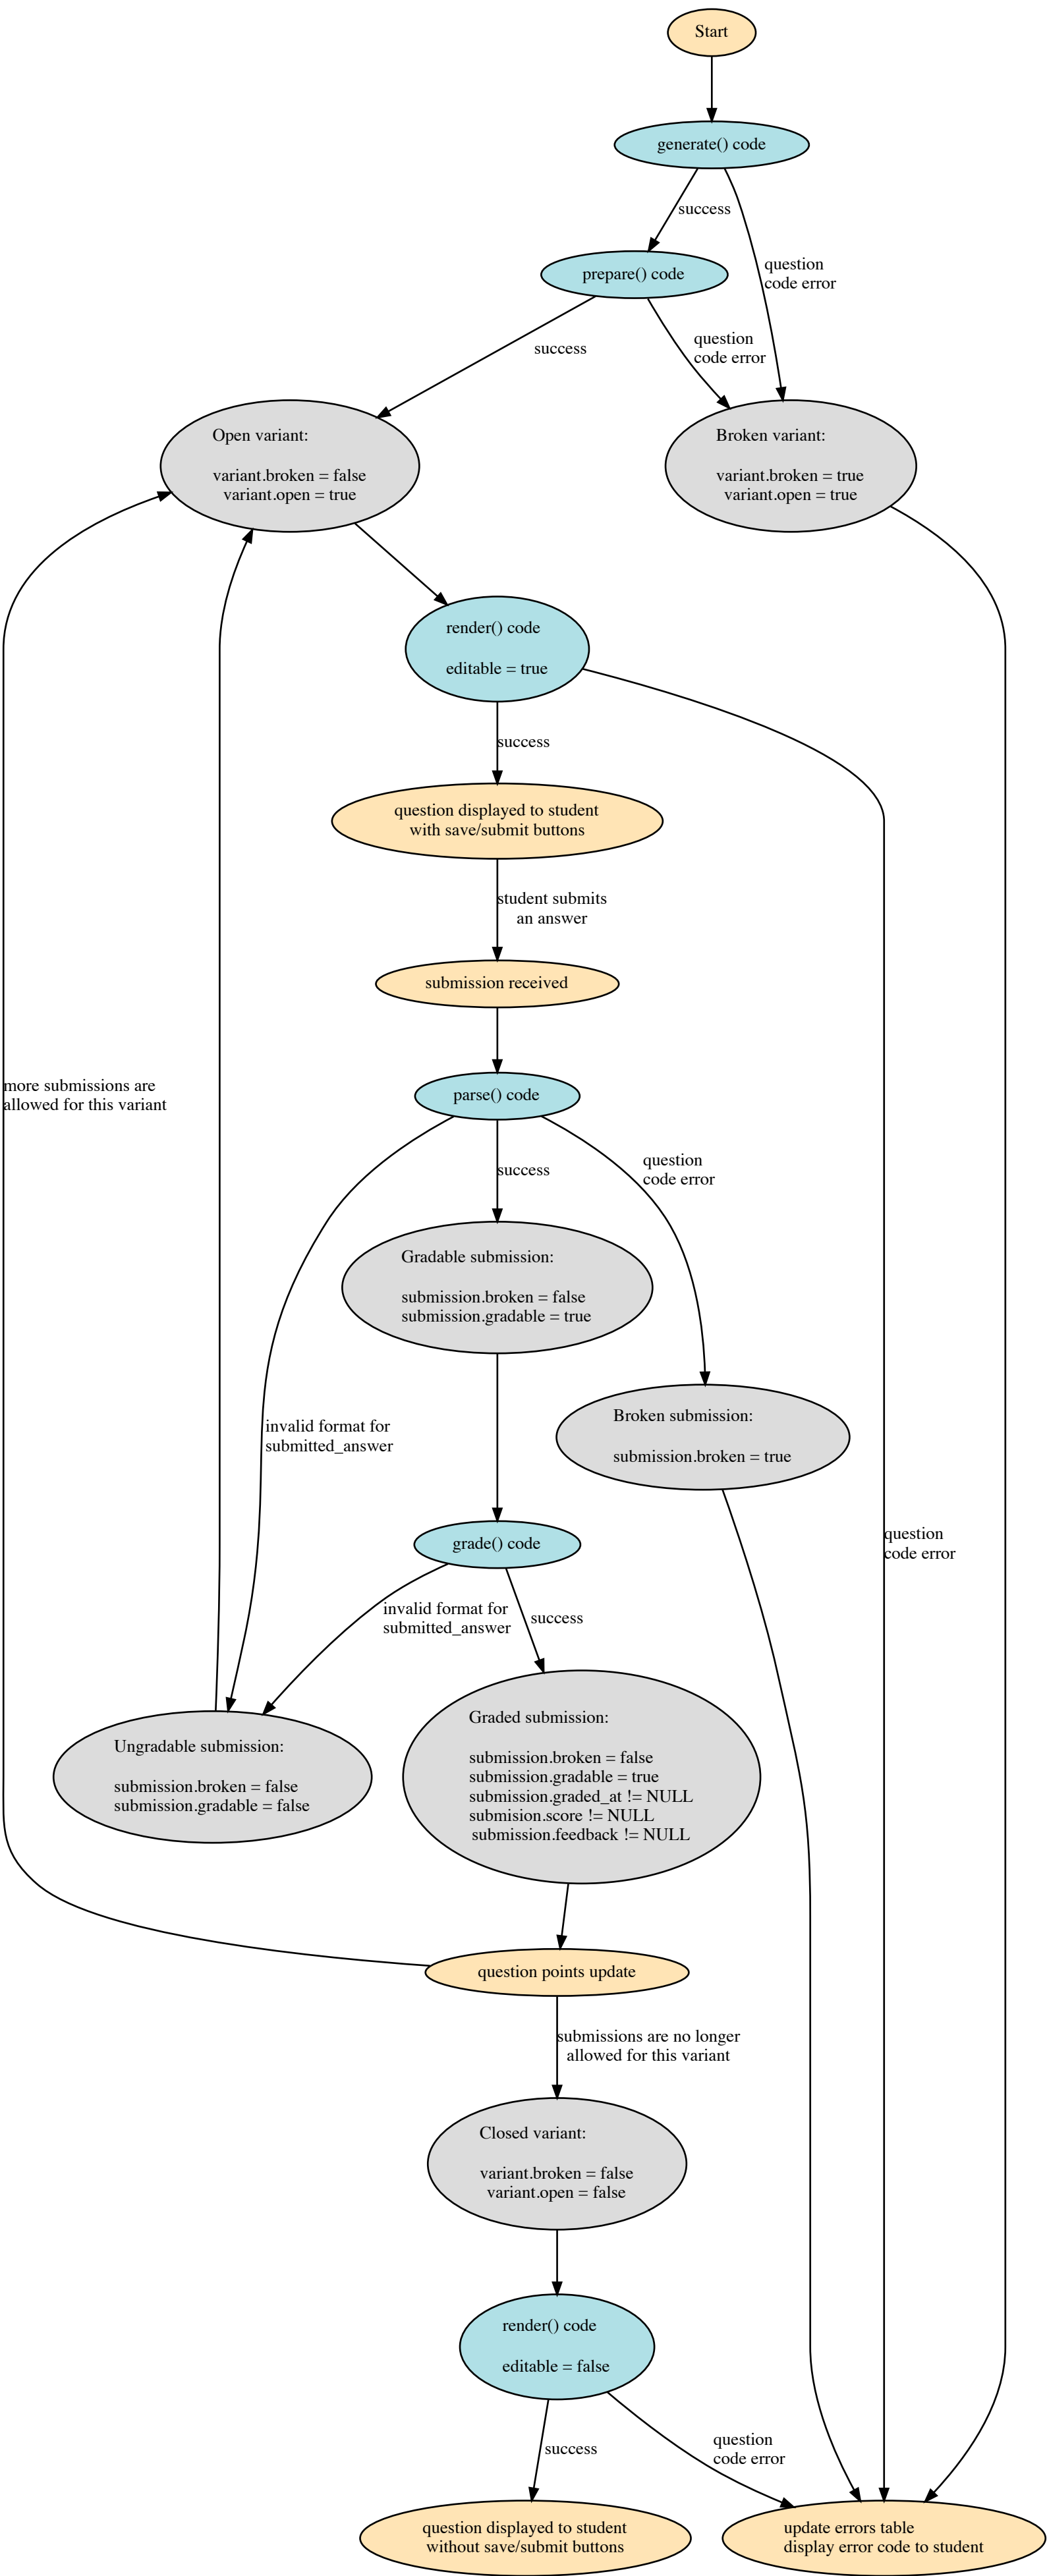 Start
generate() code
success
question
code error
prepare() code
success
question
code error
Open variant:
variant.broken = false
variant.open = true
Broken variant:
variant.broken = true
variant.open = true
render() code
editable = true
success
question displayed to student
with save/submit buttons
student submits
an answer
submission received
more submissions are
allowed for this variant
parse() code
success
question
code error
Gradable submission:
submission.broken = false
submission.gradable = true
invalid format for
submitted_answer
Broken submission:
submission.broken = true
grade() code
question
code error
invalid format for
submitted_answer
success
Ungradable submission:
submission.broken = false
submission.gradable = false
Graded submission:
submission.broken = false
submission.gradable = true
submission.graded_at != NULL
submision.score != NULL
submission.feedback != NULL
question points update
submissions are no longer
allowed for this variant
Closed variant:
variant.broken = false
variant.open = false
render() code
editable = false
success
question
code error
question displayed to student
without save/submit buttons
update errors table
display error code to student